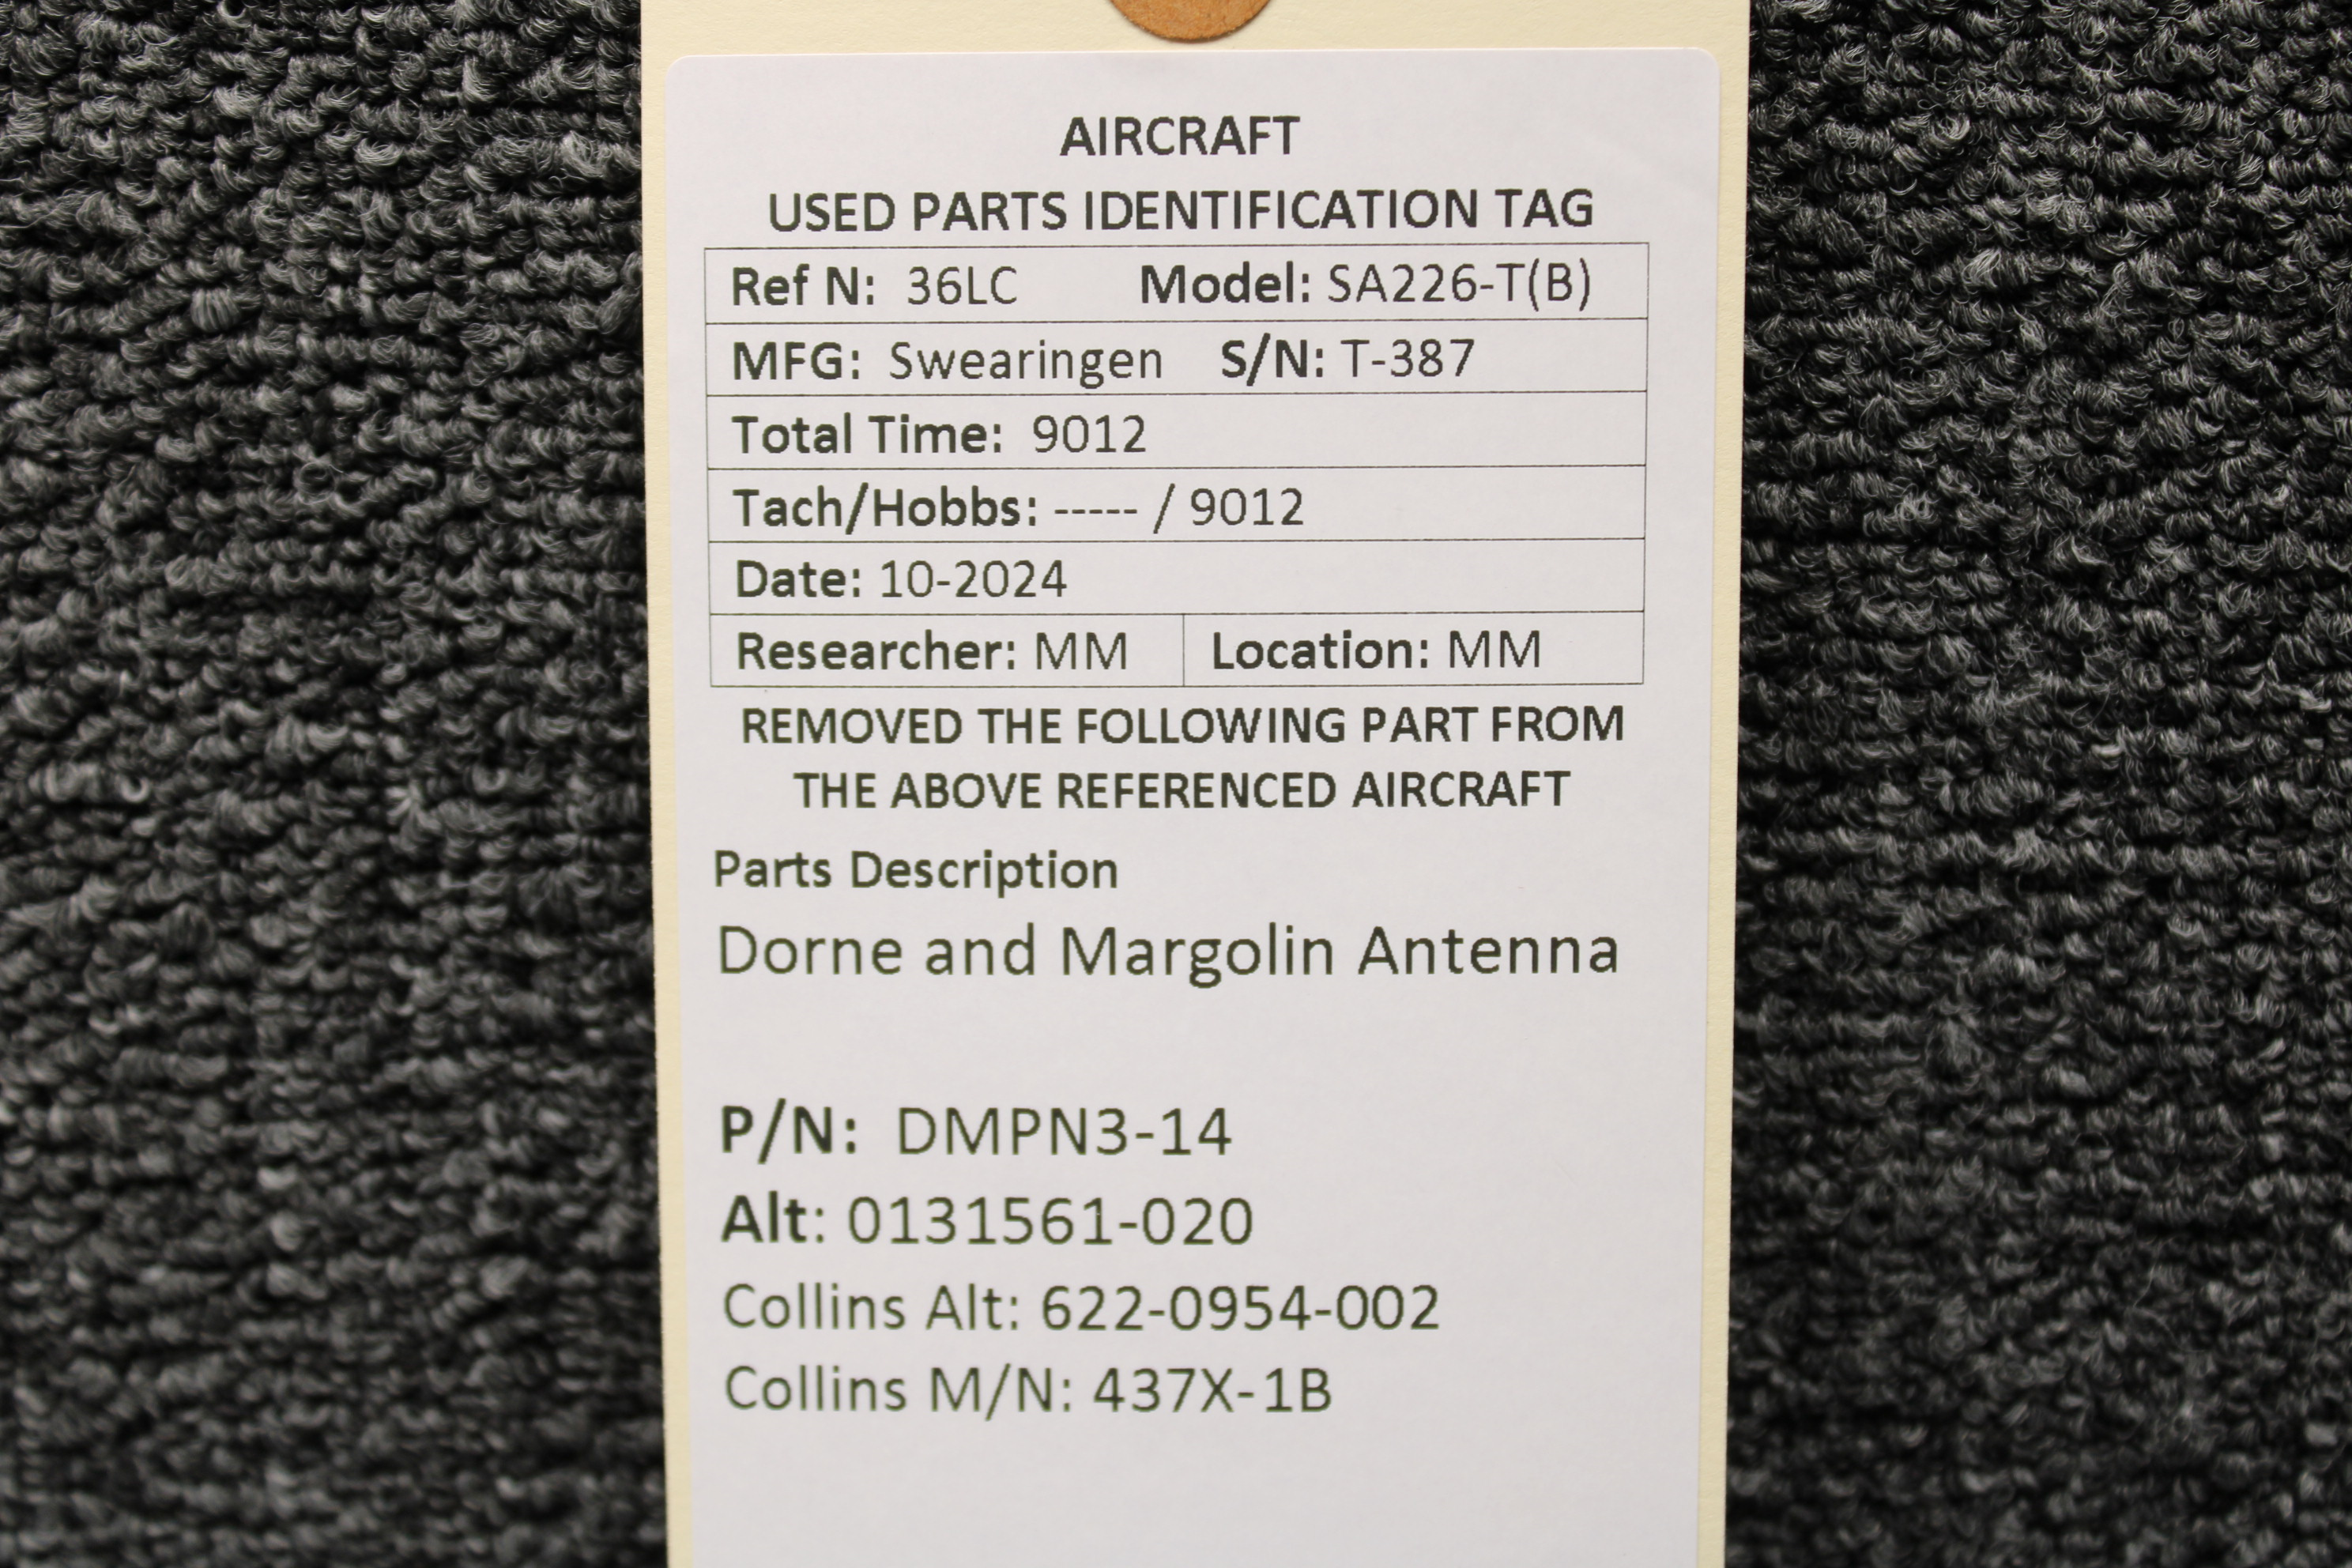 AIRCRAFT
USED PARTS IDENTIFICATION TAG
Ref N: 36LC Model: SA226-T(B)
MFG: Swearingen S/N: T-387
Total Time: 9012
Tach/Hobbs: ----- / 9012
Date: 10-2024
Researcher: MM Location: MM
REMOVED THE FOLLOWING PART FROM
THE ABOVE REFERENCED AIRCRAFT
Parts Description
Dorne and Margolin Antenna
P/N: DMPN3-14
Alt: 0131561-020
Collins Alt: 622-0954-002
Collins M/N: 437X-1B